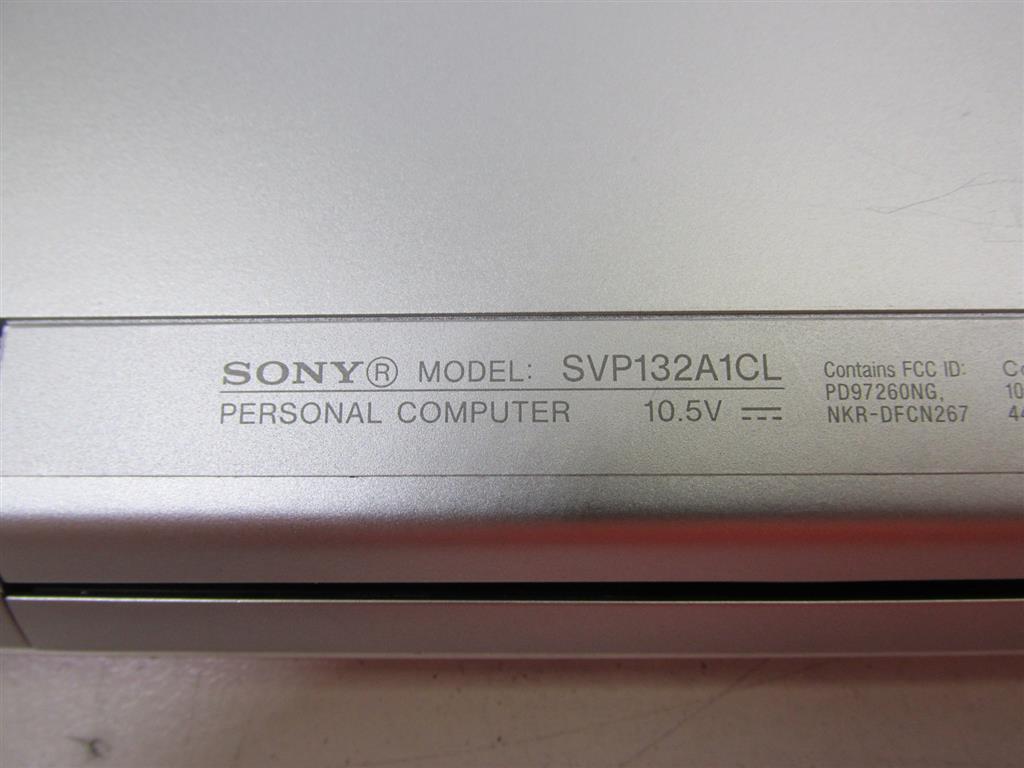 SONY® MODEL: SVP132A1CL
PERSONAL COMPUTER 10.5V ⎓
Contains FCC ID:
PD97260NG,
NKR-DFCN267